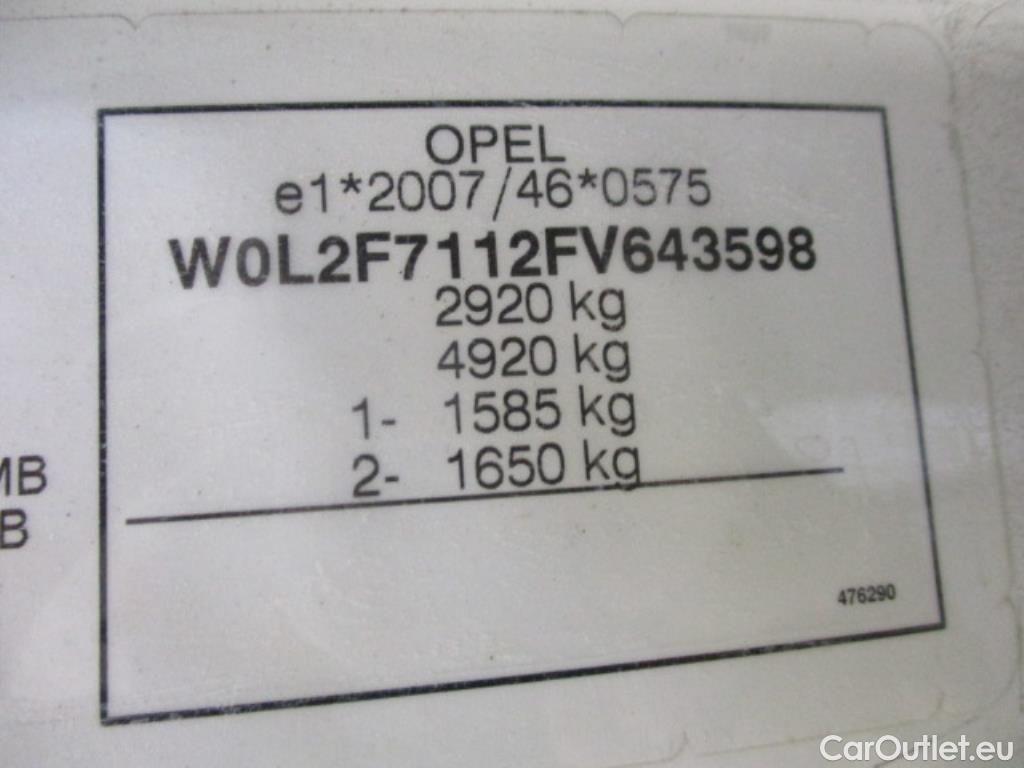 OPEL
e1*2007/46*0575
W0L2F7112FV643598
2920 kg
4920 kg
1- 1585 kg
2- 1650 kg
MB
B
476290
CarOutlet.eu